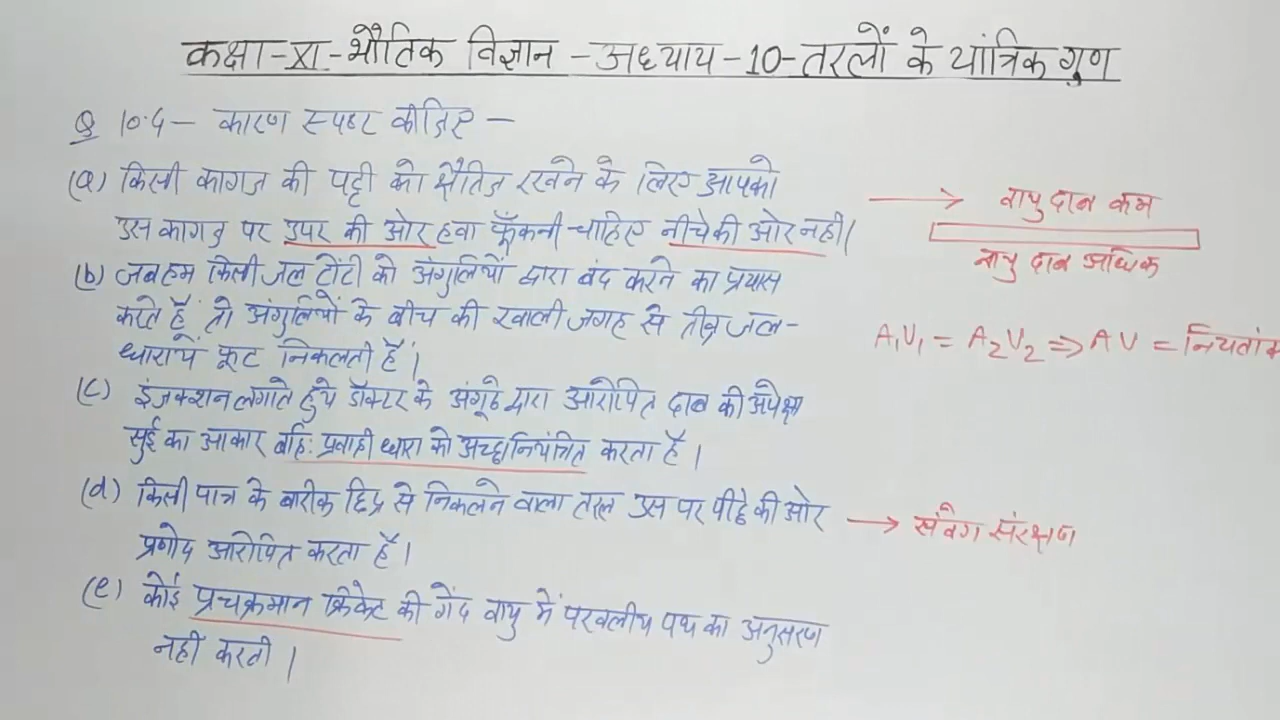 कक्षा-XI-भौतिक विज्ञान -अध्याय -10-तरलों के यांत्रिक गुण
Q 10.4- कारण स्पष्ट कीजिए -
(a) किसी कागज की पट्टी को क्षैतिज रखने के लिए आपको
उस कागज पर उपर की ओर हवा फूँकनी चाहिए नीचे की ओर नहीं।
(b) जब हम किसी जल टोंटी को अंगुलियों द्वारा बंद करने का प्रयास
करते हैं, तो अंगुलियों के बीच की खाली जगह से तीव्र जल-
धारायें फूट निकलती हैं।
(c) इंजक्शन लगाते हुये डॉक्टर के अंगूठे द्वारा आरोपित दाब की अपेक्षा
सुई का आकार बहि: प्रवाही धारा को अच्छा नियंत्रित करता है।
(d) किसी पात्र के बारीक छिद्र से निकलने वाला तरल उस पर पीछे की ओर
प्रणोद आरोपित करता है।
(e) कोई प्रचक्रमान क्रिकेट की गेंद वायु में परवलीय पथ का अनुसरण
नही करती।
वायु दाब कम
वायु दाब अधिक
A₁V₁ = A₂V₂ ⇒ AV = नियतांक
संवेग संरक्षण